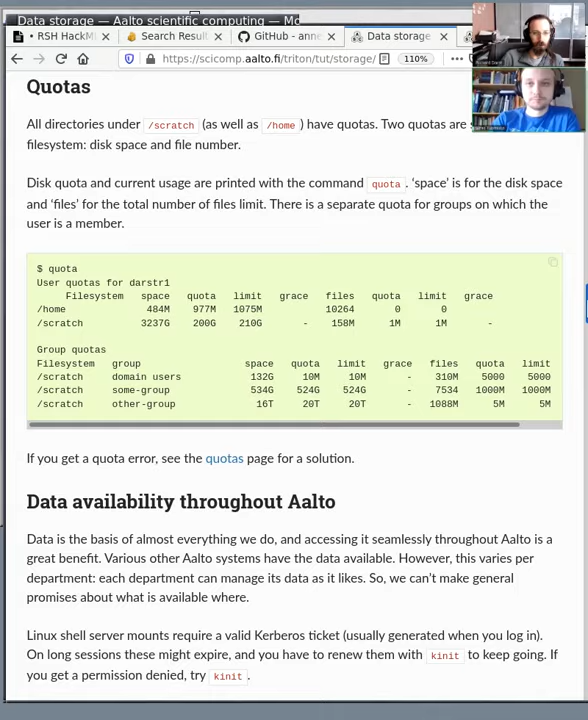 Data storage — Aalto scientific computing — Mo
• RSH HackM
Search Result
GitHub - anne
Data storage
https://scicomp.aalto.fi/triton/tut/storage/
110%
Quotas
All directories under /scratch (as well as /home ) have quotas. Two quotas are
filesystem: disk space and file number.
Disk quota and current usage are printed with the command quota . ‘space’ is for the disk space
and ‘files’ for the total number of files limit. There is a separate quota for groups on which the
user is a member.
$ quota
User quotas for darstr1
Filesystem space quota limit grace files quota limit grace
/home 484M 977M 1075M 10264 0 0
/scratch 3237G 200G 210G - 158M 1M 1M -
Group quotas
Filesystem group space quota limit grace files quota limit
/scratch domain users 132G 10M 10M - 310M 5000 5000
/scratch some-group 534G 524G 524G - 7534 1000M 1000M
/scratch other-group 16T 20T 20T - 1088M 5M 5M
If you get a quota error, see the quotas page for a solution.
Data availability throughout Aalto
Data is the basis of almost everything we do, and accessing it seamlessly throughout Aalto is a
great benefit. Various other Aalto systems have the data available. However, this varies per
department: each department can manage its data as it likes. So, we can’t make general
promises about what is available where.
Linux shell server mounts require a valid Kerberos ticket (usually generated when you log in).
On long sessions these might expire, and you have to renew them with kinit to keep going. If
you get a permission denied, try kinit .